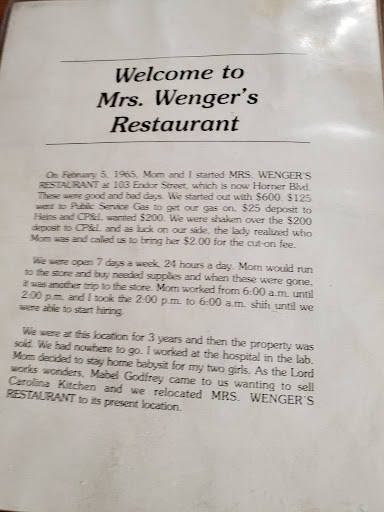 Welcome to
Mrs. Wenger's
Restaurant
On February 5, 1965, Mom and I started MRS. WENGER'S
RESTAURANT at 103 Endor Street, which is now Horner Blvd.
These were good and bad days. We started out with $600. $125
went to Public Service Gas to get our gas on, $25 deposit to
Heins and CP&L wanted $200. We were shaken over the $200
deposit to CP&L and as luck on our side, the lady realized who
Mom was and called us to bring her $2.00 for the cut-on fee.
We were open 7 days a week, 24 hours a day. Mom would run
to the store and buy needed supplies and when these were gone,
it was another trip to the store. Mom worked from 6:00 a.m. until
2:00 p.m. and I took the 2:00 p.m. to 6:00 a.m. shift until we
were able to start hiring.
We were at this location for 3 years and then the property was
sold. We had nowhere to go. I worked at the hospital in the lab.
Mom decided to stay home babysit for my two girls. As the Lord
works wonders, Mabel Godfrey came to us wanting to sell
Carolina Kitchen and we relocated MRS. WENGER'S
RESTAURANT to its present location.